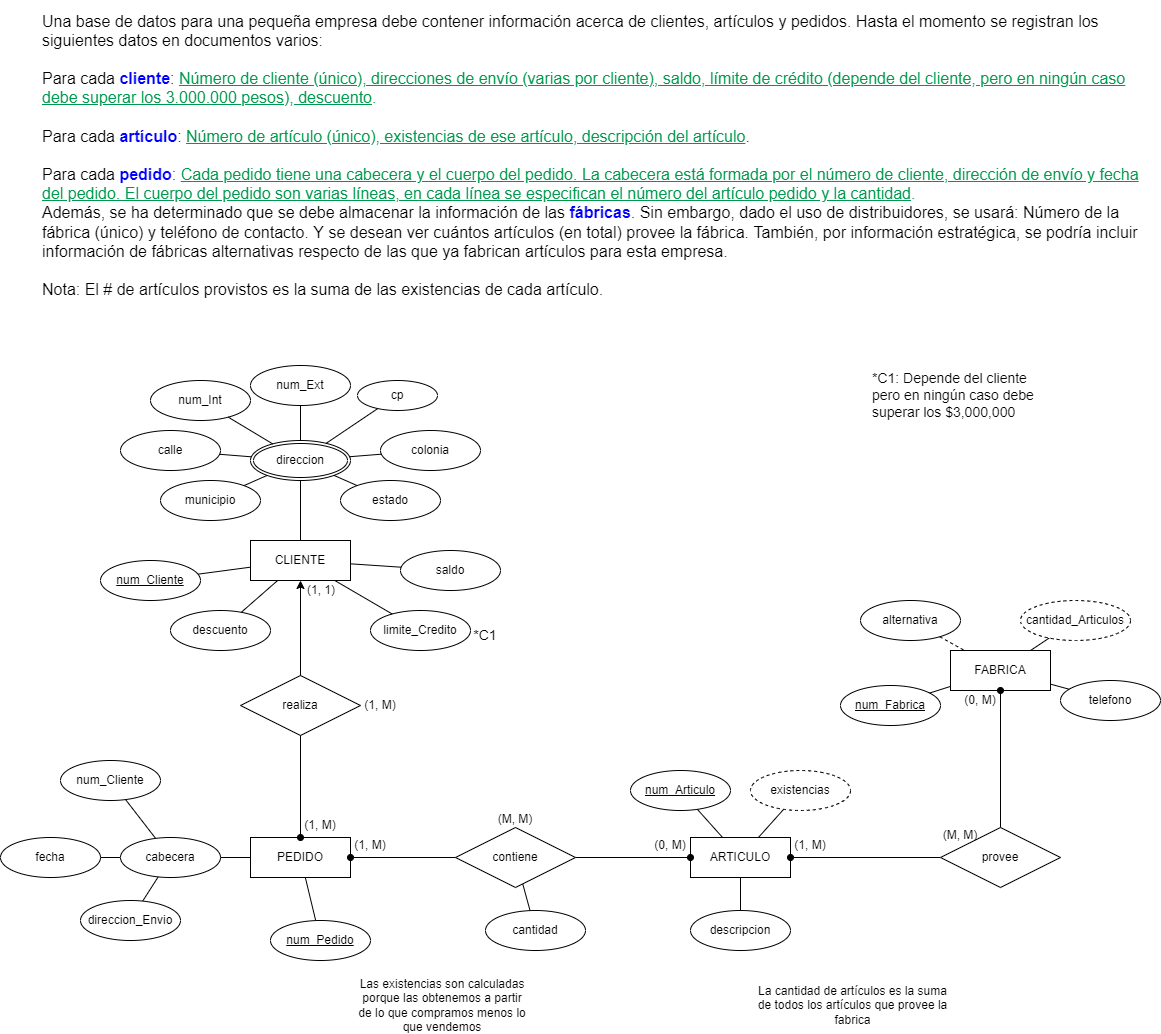 Una base de datos para una pequeña empresa debe contener información acerca de clientes, artículos y pedidos. Hasta el momento se registran los
siguientes datos en documentos varios:
Para cada cliente: Número de cliente (único), direcciones de envío (varias por cliente), saldo, límite de crédito (depende del cliente, pero en ningún caso
debe superar los 3.000.000 pesos), descuento.
Para cada artículo: Número de artículo (único), existencias de ese artículo, descripción del artículo.
Para cada pedido: Cada pedido tiene una cabecera y el cuerpo del pedido. La cabecera está formada por el número de cliente, dirección de envío y fecha
del pedido. El cuerpo del pedido son varias líneas, en cada línea se especifican el número del artículo pedido y la cantidad.
Además, se ha determinado que se debe almacenar la información de las fábricas. Sin embargo, dado el uso de distribuidores, se usará: Número de la
fábrica (único) y teléfono de contacto. Y se desean ver cuántos artículos (en total) provee la fábrica. También, por información estratégica, se podría incluir
información de fábricas alternativas respecto de las que ya fabrican artículos para esta empresa.
Nota: El # de artículos provistos es la suma de las existencias de cada artículo.
*C1: Depende del cliente
pero en ningún caso debe
superar los $3,000,000
num_Ext
num_Int
cp
calle
direccion
colonia
municipio
estado
CLIENTE
num_Cliente
saldo
(1, 1)
descuento
limite_Credito
*C1
alternativa
cantidad_Articulos
FABRICA
num_Fabrica
(0, M)
telefono
realiza
(1, M)
num_Cliente
num_Articulo
existencias
(1, M)
(M, M)
(M, M)
fecha
cabecera
PEDIDO
(1, M)
contiene
(0, M)
ARTICULO
(1, M)
provee
direccion_Envio
num_Pedido
cantidad
descripcion
Las existencias son calculadas
porque las obtenemos a partir
de lo que compramos menos lo
que vendemos
La cantidad de artículos es la suma
de todos los artículos que provee la
fabrica